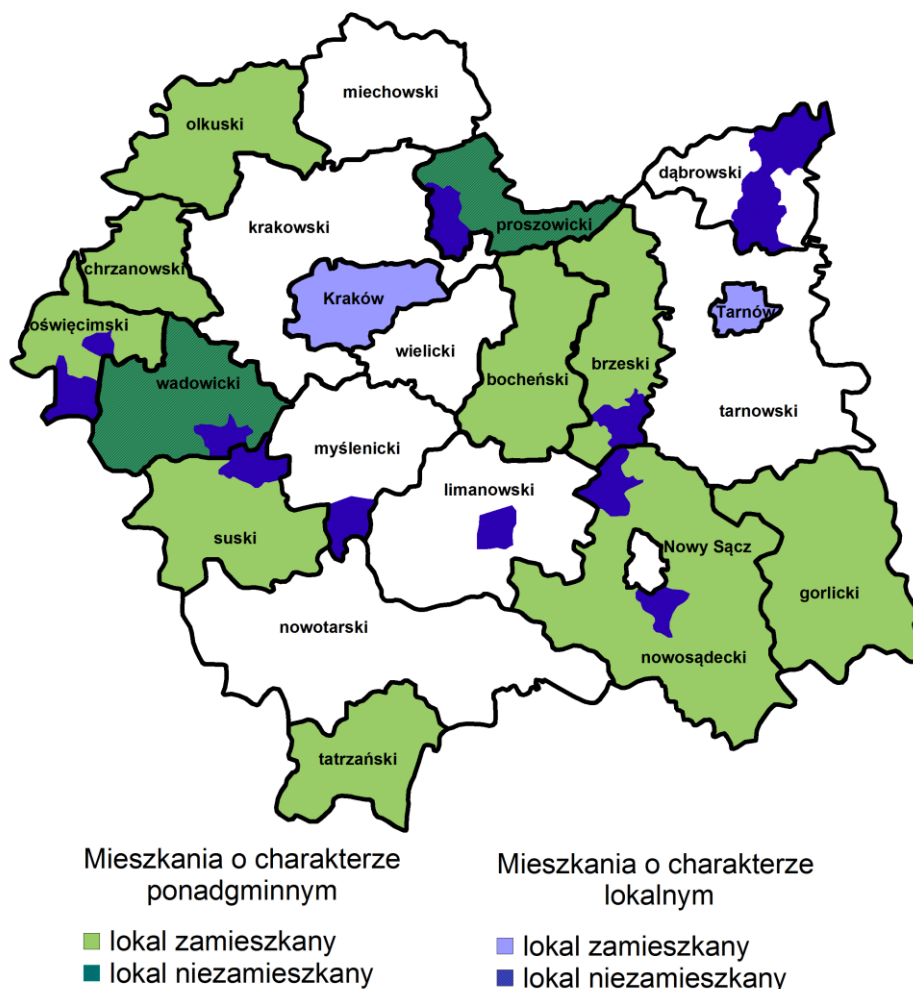 miechowski
olkuski
dąbrowski
proszowicki
krakowski
chrzanowski
Kraków
Tarnów
oświęcimski
wielicki
bocheński
brzeski
wadowicki
tarnowski
myślenicki
limanowski
suski
Nowy Sącz
gorlicki
nowotarski
nowosądecki
tatrzański
Mieszkania o charakterze
ponadgminnym
lokal zamieszkany
lokal niezamieszkany
Mieszkania o charakterze
lokalnym
lokal zamieszkany
lokal niezamieszkany